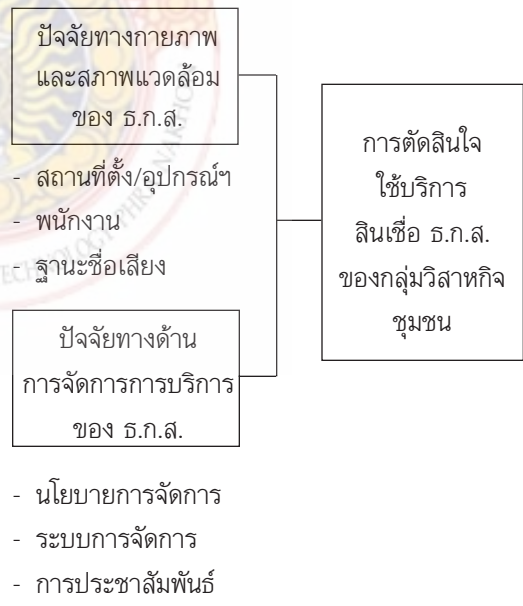 ปัจจัยทางกายภาพ
และสภาพแวดล้อม
ของ ธ.ก.ส.
- สถานที่ตั้ง/อุปกรณ์ฯ
- พนักงาน
- ฐานะชื่อเสียง
ปัจจัยทางด้าน
การจัดการการบริการ
ของ ธ.ก.ส.
- นโยบายการจัดการ
- ระบบการจัดการ
- การประชาสัมพันธ์
การตัดสินใจ
ใช้บริการ
สินเชื่อ ธ.ก.ส.
ของกลุ่มวิสาหกิจ
ชุมชน